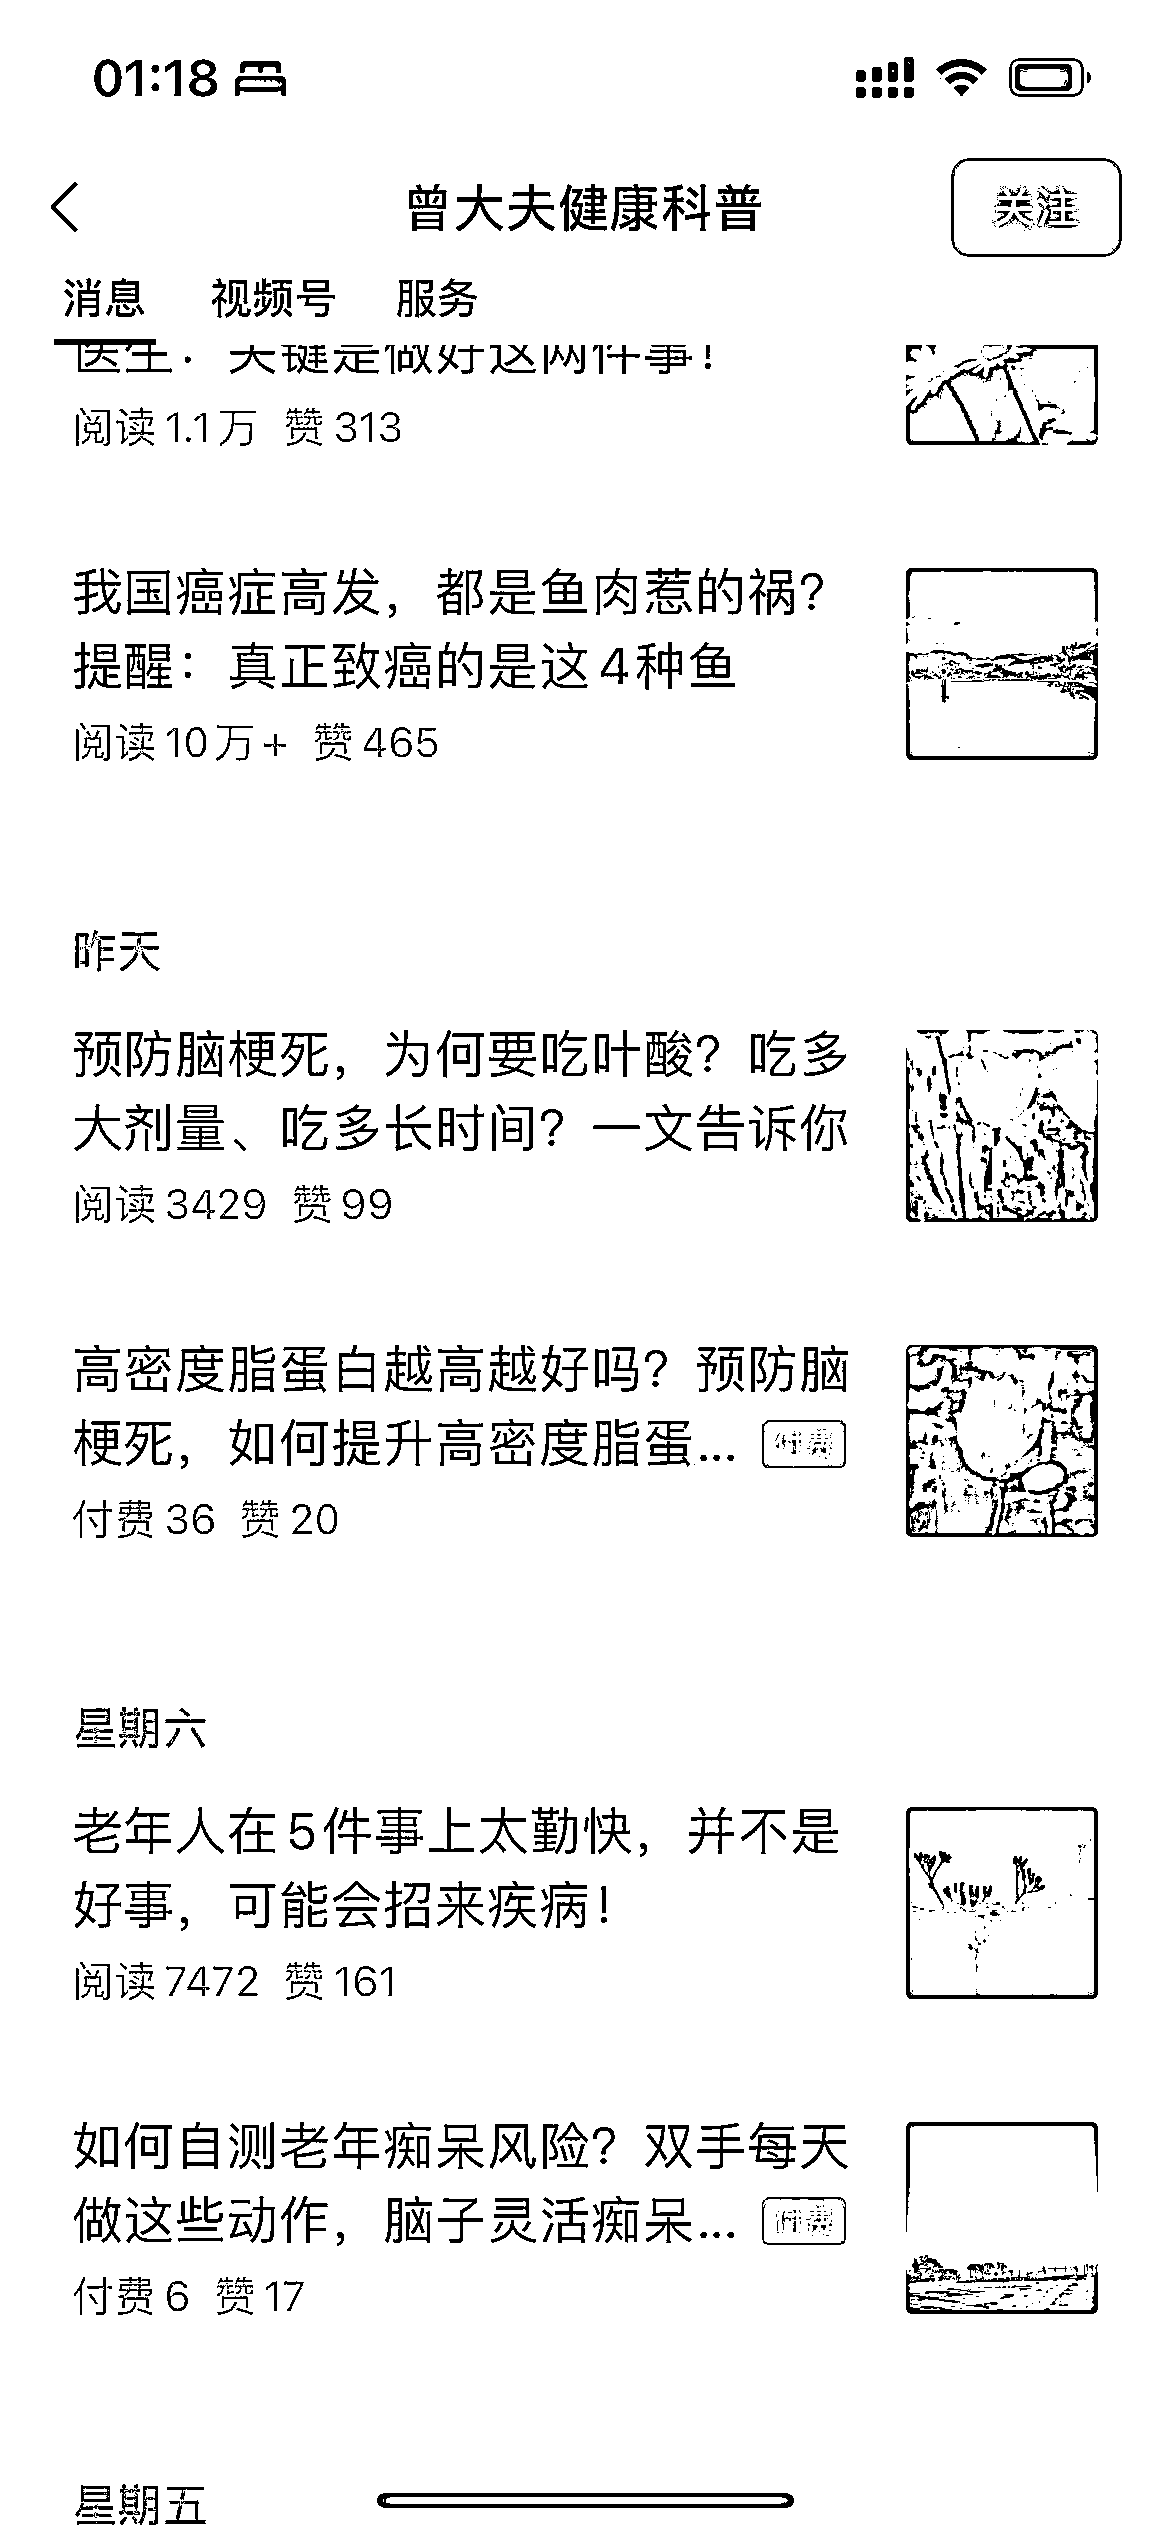 01:18
曾大夫健康科普
关注
消息 视频号 服务
医生：关键是做好这两件事！
阅读 1.1万 赞 313
我国癌症高发，都是鱼肉惹的祸？
提醒：真正致癌的是这4种鱼
阅读 10万+ 赞 465
昨天
预防脑梗死，为何要吃叶酸？吃多
大剂量、吃多长时间？一文告诉你
阅读 3429 赞 99
高密度脂蛋白越高越好吗？预防脑
梗死，如何提升高密度脂蛋... 付费
付费 36 赞 20
星期六
老年人在5件事上太勤快，并不是
好事，可能会招来疾病！
阅读 7472 赞 161
如何自测老年痴呆风险？双手每天
做这些动作，脑子灵活痴呆... 付费
付费 6 赞 17
星期五